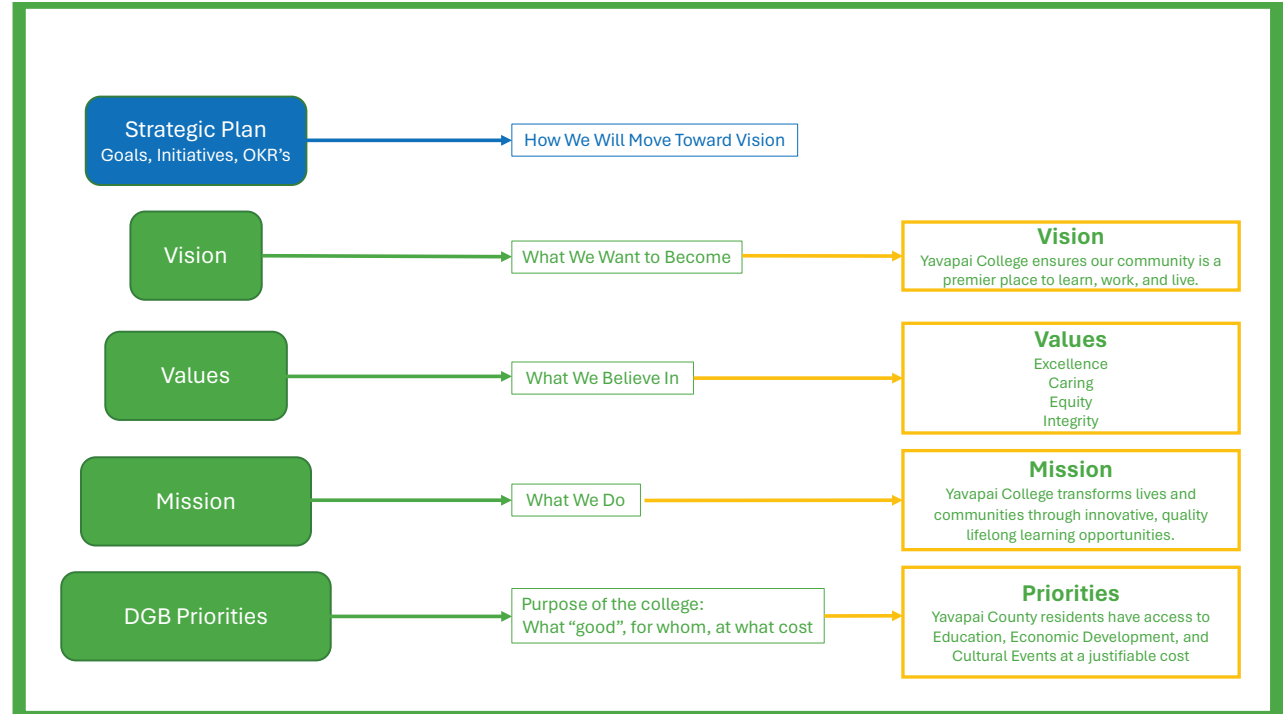 Strategic Plan
Goals, Initiatives, OKR's
How We Will Move Toward Vision
Vision
What We Want to Become
Vision
Yavapai College ensures our community is a
premier place to learn, work, and live.
Values
What We Believe In
Values
Excellence
Caring
Equity
Integrity
Mission
What We Do
Mission
Yavapai College transforms lives and
communities through innovative, quality
lifelong learning opportunities.
DGB Priorities
Purpose of the college:
What “good”, for whom, at what cost
Priorities
Yavapai County residents have access to
Education, Economic Development, and
Cultural Events at a justifiable cost